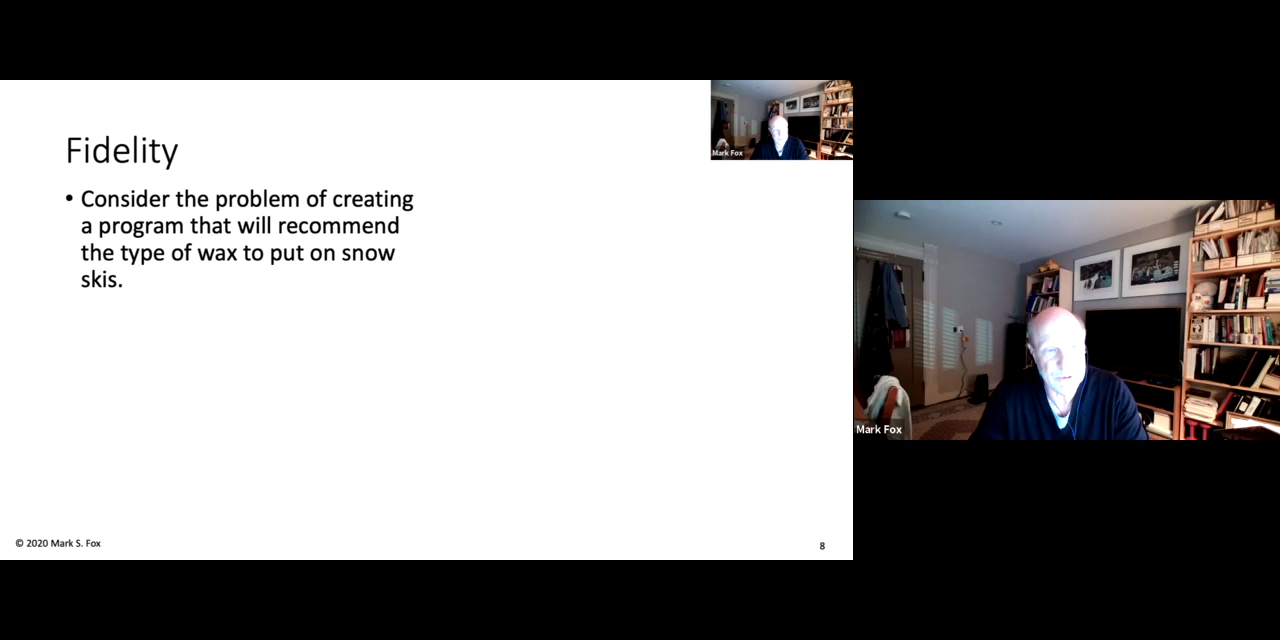 Fidelity
• Consider the problem of creating
a program that will recommend
the type of wax to put on snow
skis.
© 2020 Mark S. Fox
8
Mark Fox
Mark Fox